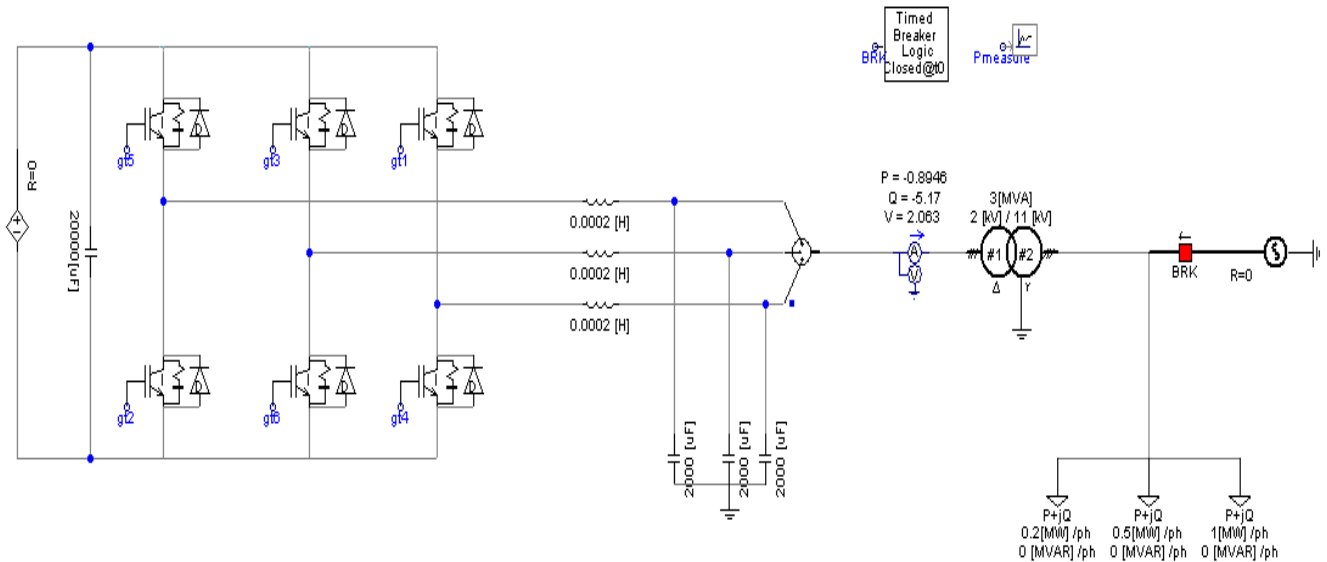 Timed
Breaker
Logic
Closed@t0
BRK
Pmeasure
gt5
gt3
gt1
R=0
20000[uF]
0.0002 [H]
0.0002 [H]
0.0002 [H]
P = -0.8946
Q = -5.17
V = 2.063
A
V
3[MVA]
2 [kV] / 11 [kV]
#1
#2
Δ
Y
BRK
R=0
gt2
gt6
gt4
2000 [uF]
2000 [uF]
2000 [uF]
P+jQ
0.2[MW] /ph
0 [MVAR] /ph
P+jQ
0.5[MW] /ph
0 [MVAR] /ph
P+jQ
1[MW] /ph
0 [MVAR] /ph